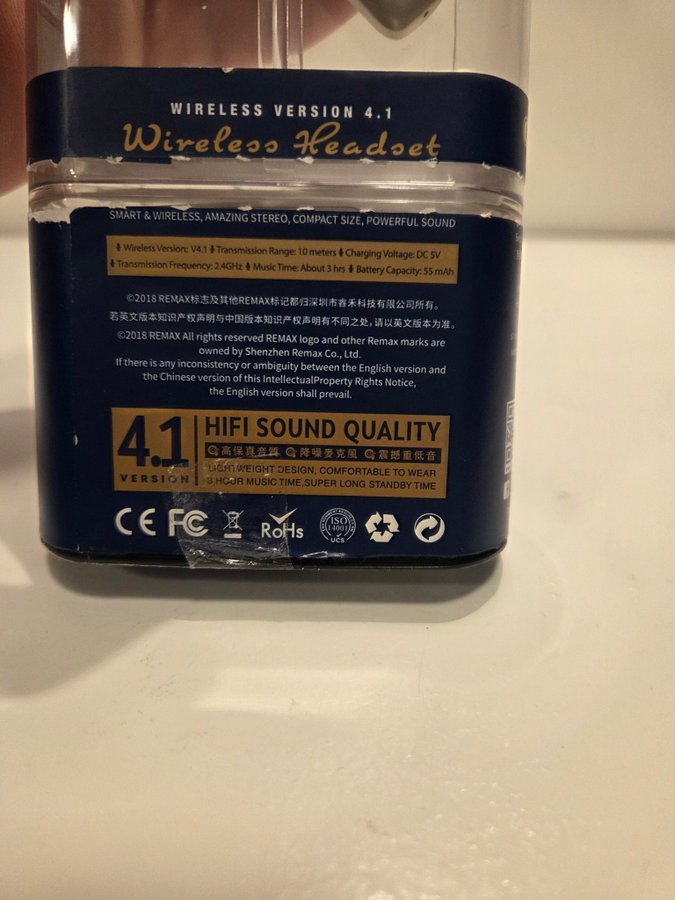 WIRELESS VERSION 4.1
Wireless Headset
SMART & WIRELESS, AMAZING STEREO, COMPACT SIZE, POWERFUL SOUND
Wireless Version: V4.1 Transmission Range: 10 meters Charging Voltage: DC 5V
Transmission Frequency: 2.4GHz Music Time: About 3 hrs Battery Capacity: 55 mAh
©2018 REMAX标志及其他REMAX标记都归深圳市睿禾科技有限公司所有。
若英文版本知识产权声明与中国版本知识产权声明有不同之处,请以英文版本为准。
©2018 REMAX All rights reserved REMAX logo and other Remax marks are
owned by Shenzhen Remax Co., Ltd.
If there is any inconsistency or ambiguity between the English version and
the Chinese version of this IntellectualProperty Rights Notice,
the English version shall prevail.
4.1
VERSION
HIFI SOUND QUALITY
高保真音質 降噪麥克風 震撼重低音
LIGHTWEIGHT DESIGN, COMFORTABLE TO WEAR
3 HOUR MUSIC TIME,SUPER LONG STANDBY TIME
CE FC RoHs ISO 14001 UCS